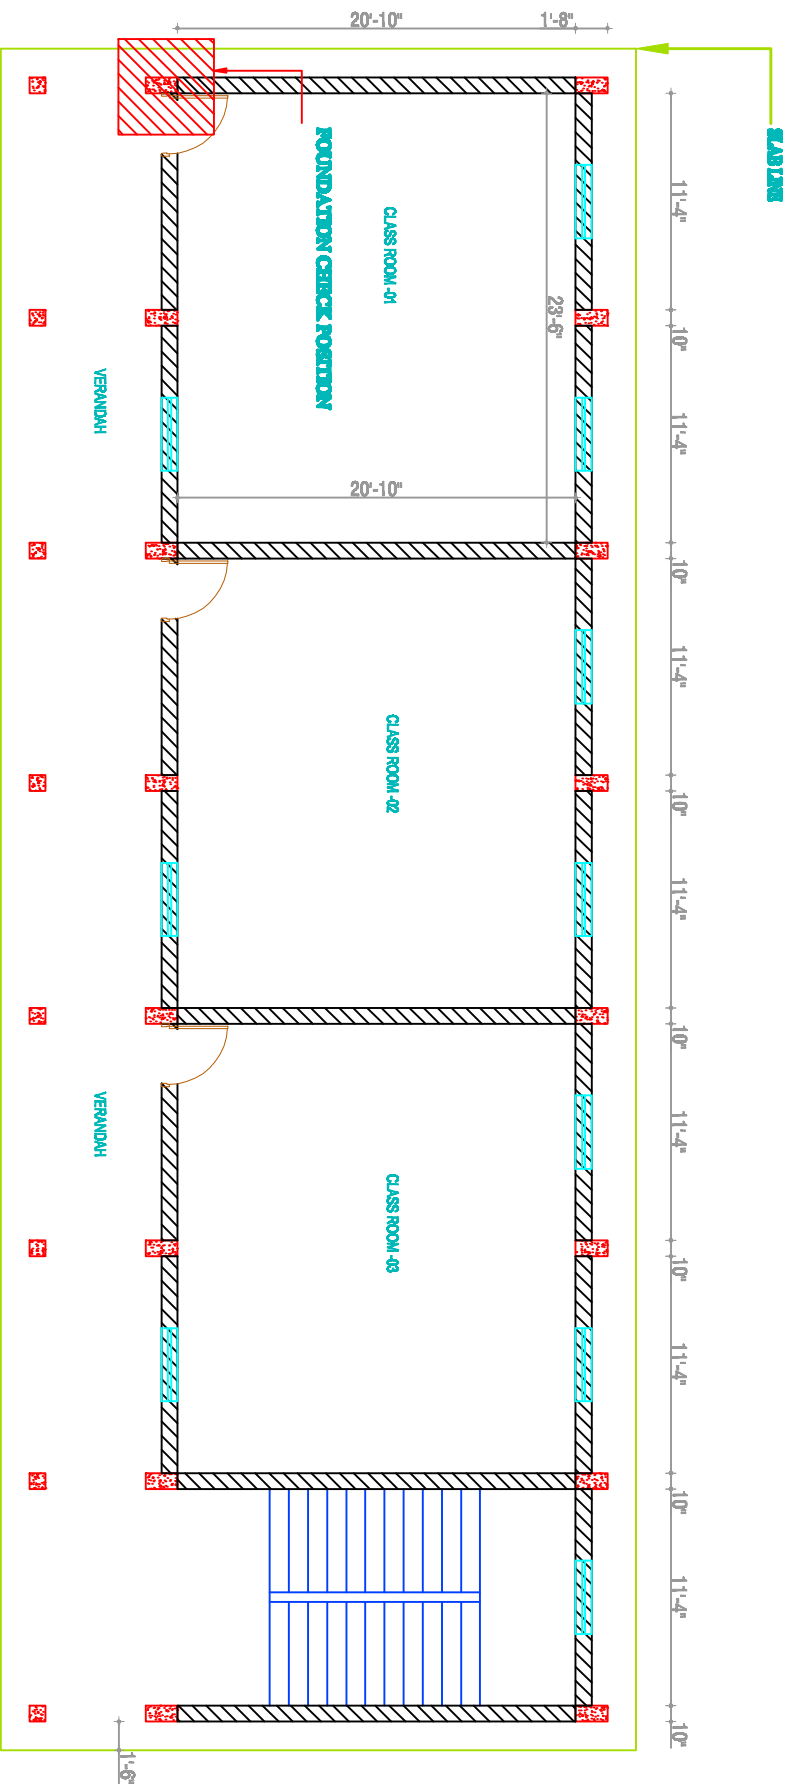 SLAB LINE
11'-4"
10"
11'-4"
10"
11'-4"
10"
11'-4"
10"
11'-4"
10"
11'-4"
10"
11'-4"
10"
1'-8"
20'-10"
23'-6"
20'-10"
CLASS ROOM -01
CLASS ROOM -02
CLASS ROOM -03
FOUNDATION CHECK POSITION
VERANDAH
VERANDAH
1'-6"